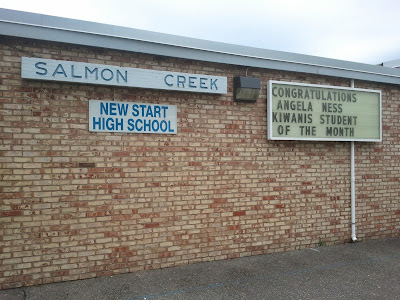 SALMON CREEK
NEW START
HIGH SCHOOL
CONGRATULATIONS
ANGELA NESS
KIWANIS STUDENT
OF THE MONTH